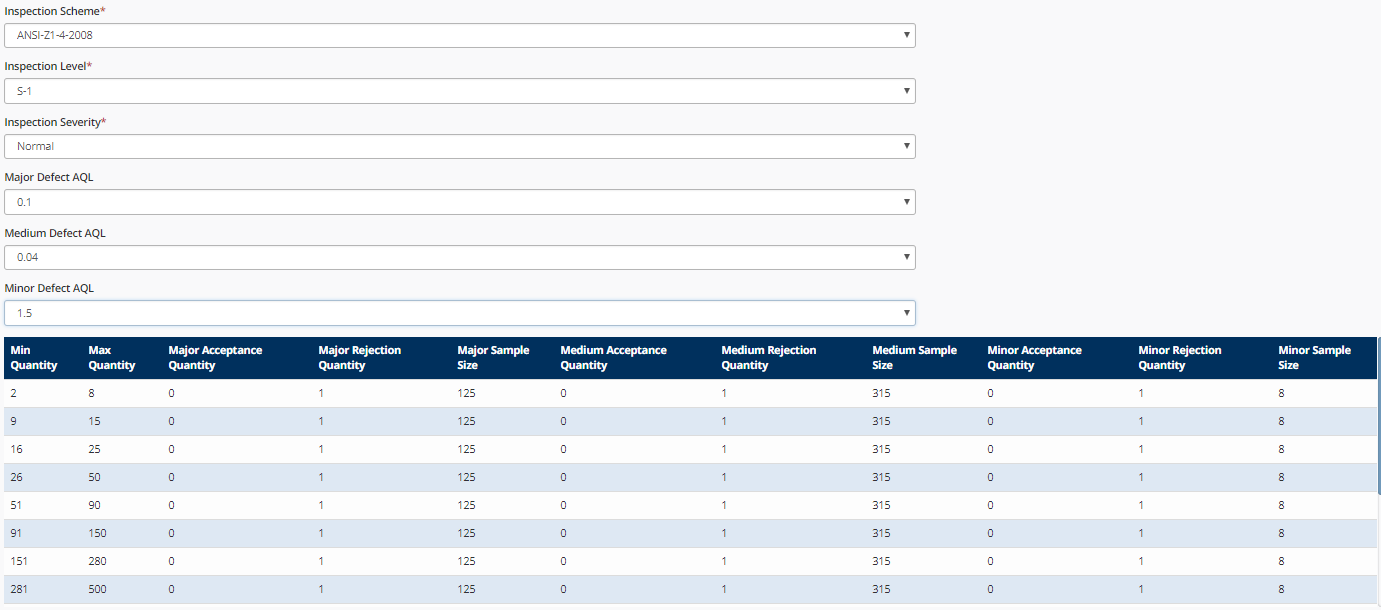 Inspection Scheme*
ANSI-Z1-4-2008
Inspection Level*
S-1
Inspection Severity*
Normal
Major Defect AQL
0.1
Medium Defect AQL
0.04
Minor Defect AQL
1.5
Min Quantity Max Quantity Major Acceptance Quantity Major Rejection Quantity Major Sample Size Medium Acceptance Quantity Medium Rejection Quantity Medium Sample Size Minor Acceptance Quantity Minor Rejection Quantity Minor Sample Size
2 8 0 1 125 0 1 315 0 1 8
9 15 0 1 125 0 1 315 0 1 8
16 25 0 1 125 0 1 315 0 1 8
26 50 0 1 125 0 1 315 0 1 8
51 90 0 1 125 0 1 315 0 1 8
91 150 0 1 125 0 1 315 0 1 8
151 280 0 1 125 0 1 315 0 1 8
281 500 0 1 125 0 1 315 0 1 8